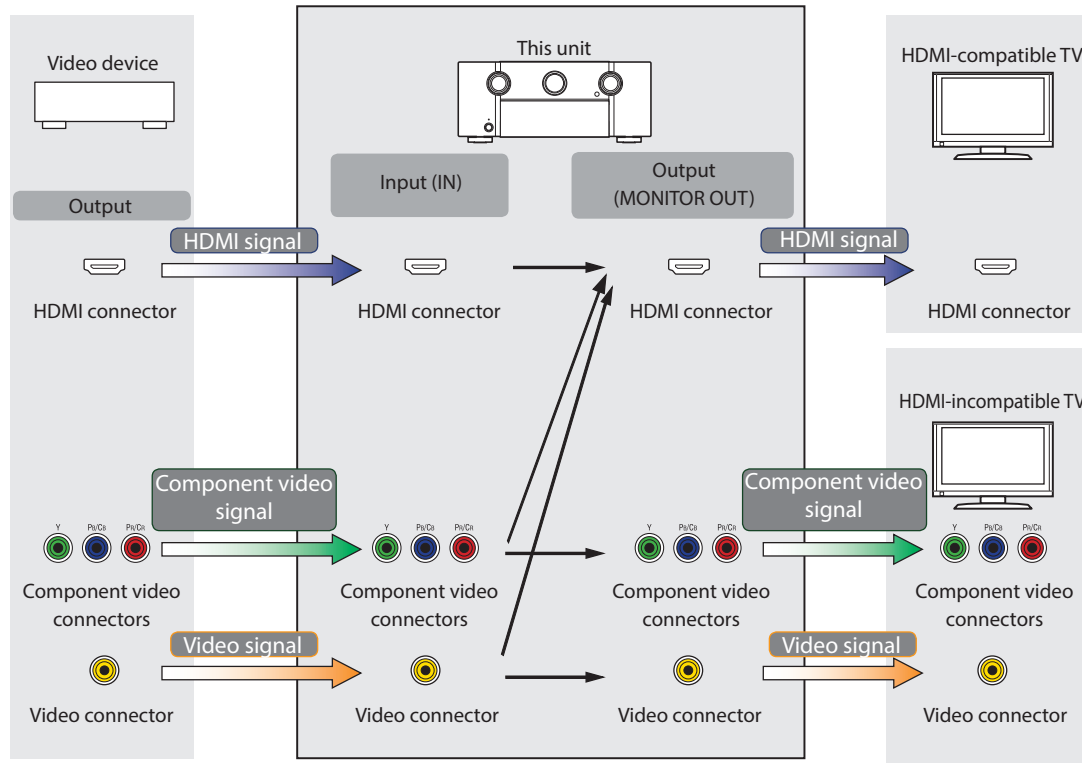 Video device
This unit
HDMI-compatible TV
Input (IN)
Output
(MONITOR OUT)
Output
HDMI signal
HDMI signal
HDMI connector
HDMI connector
HDMI connector
HDMI connector
HDMI-incompatible TV
Component video
signal
Component video
signal
Y PB/CB PR/CR
Y PB/CB PR/CR
Y PB/CB PR/CR
Y PB/CB PR/CR
Component video
connectors
Component video
connectors
Component video
connectors
Component video
connectors
Video signal
Video signal
Video connector
Video connector
Video connector
Video connector